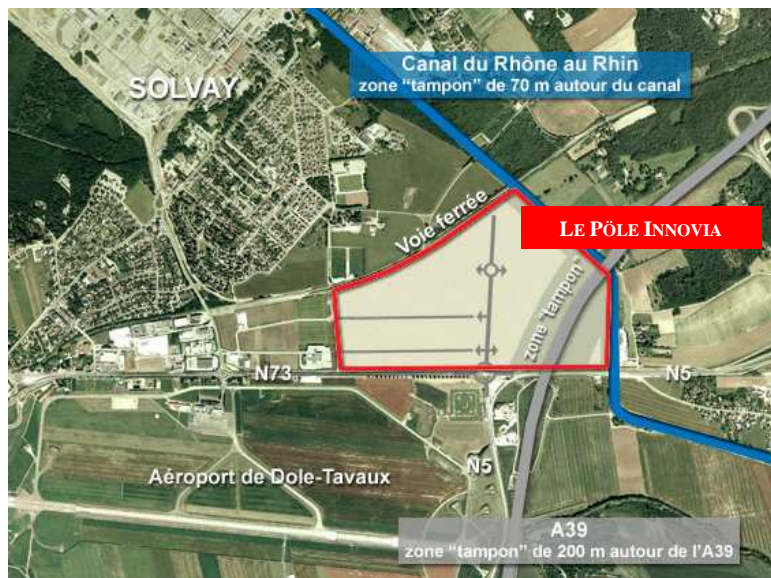 Canal du Rhône au Rhin
zone "tampon" de 70 m autour du canal
SOLVAY
Voie ferrée
LE PÖLE INNOVIA
zone "tampon"
N73
N5
Aéroport de Dole-Tavaux
N5
A39
zone "tampon" de 200 m autour de l'A39